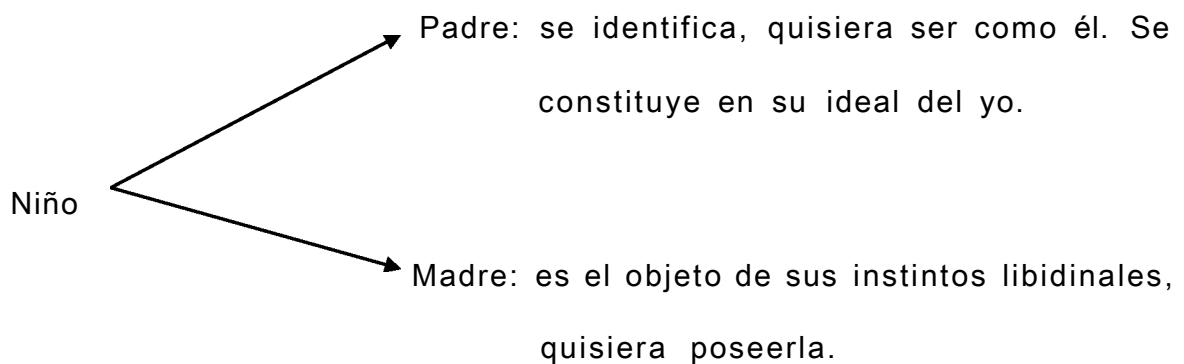 Padre: se identifica, quisiera ser como él. Se
constituye en su ideal del yo.
Niño
Madre: es el objeto de sus instintos libidinales,
quisiera poseerla.